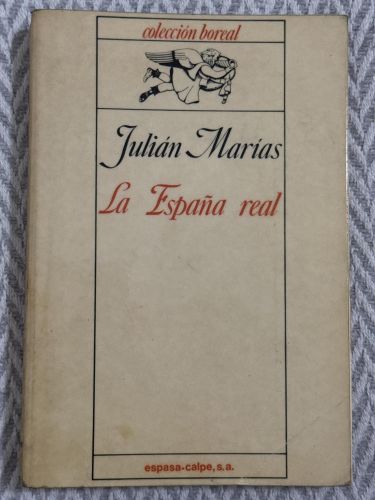 colección boreal
Julián Marías
La España real
espasa-calpe, s.a.